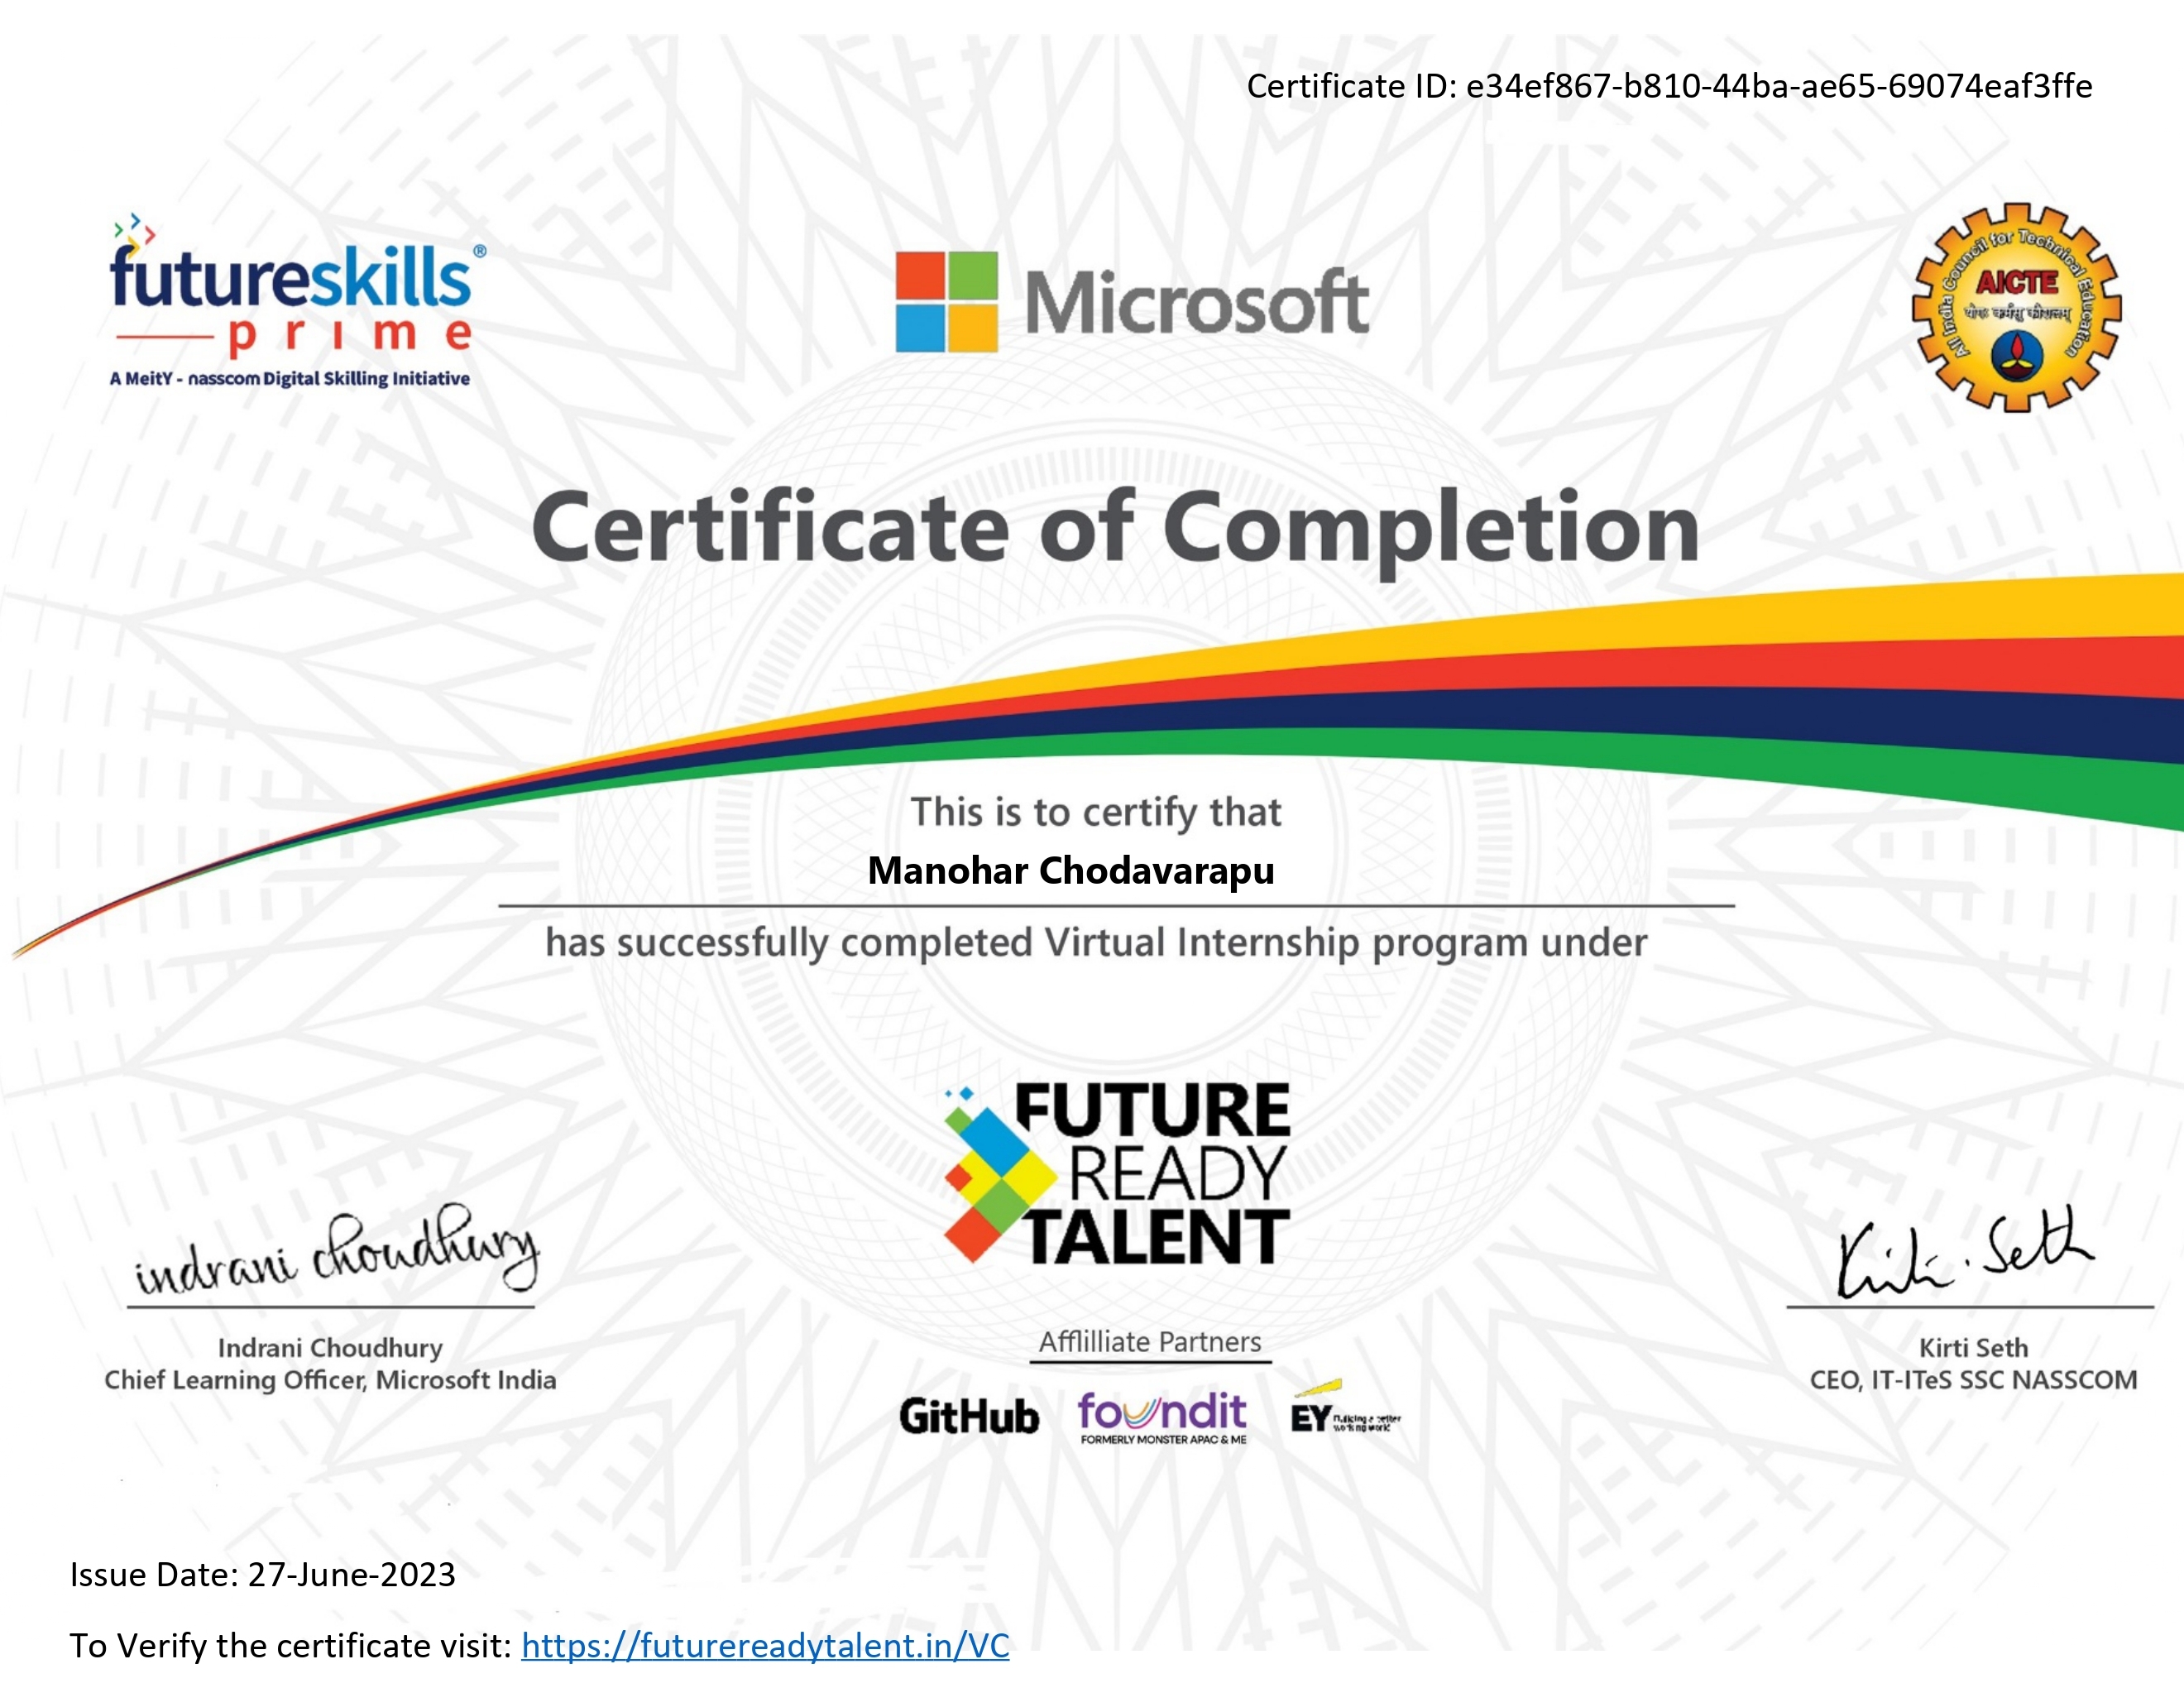 Certificate ID: e34ef867-b810-44ba-ae65-69074eaf3ffe
futureskills®
prime
A MeitY - nasscom Digital Skilling Initiative
Microsoft
All India Council for Technical Education
AICTE
योगः कर्मसु कौशलम्
Certificate of Completion
This is to certify that
Manohar Chodavarapu
has successfully completed Virtual Internship program under
FUTURE
READY
TALENT
indrani choudhury
Indrani Choudhury
Chief Learning Officer, Microsoft India
Kirti Seth
Kirti Seth
CEO, IT-ITeS SSC NASSCOM
Afflilliate Partners
GitHub
foundit
FORMERLY MONSTER APAC & ME
EY
Building a better
working world
Issue Date: 27-June-2023
To Verify the certificate visit: https://futurereadytalent.in/VC